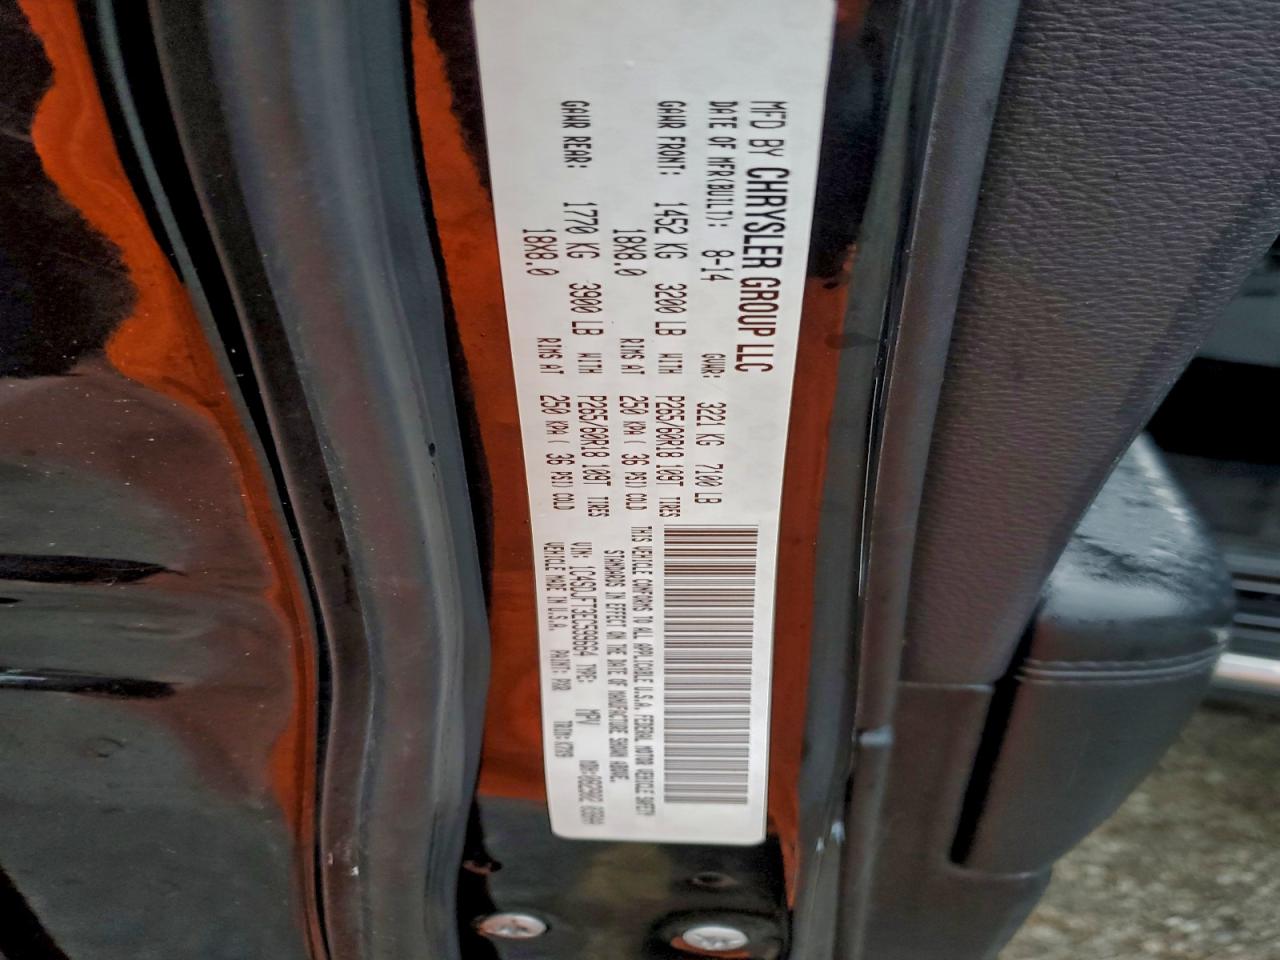 MFD BY CHRYSLER GROUP LLC
DATE OF MFR(BUILT): 8-14 GVWR: 3221 KG 7100 LB
GAWR FRONT: 1452 KG 3200 LB WITH P265/60R18 109T TIRES
18X8.0 RIMS AT 250 KPA( 36 PSI) COLD
GAWR REAR: 1770 KG 3900 LB WITH P265/60R18 109T TIRES
18X8.0 RIMS AT 250 KPA( 36 PSI) COLD
THIS VEHICLE CONFORMS TO ALL APPLICABLE U.S.A. FEDERAL MOTOR VEHICLE SAFETY
STANDARDS IN EFFECT ON THE DATE OF MANUFACTURE SHOWN ABOVE.
VIN: TYPE: MPV
VEHICLE MADE IN U.S.A. PAINT: PXR TRIM: